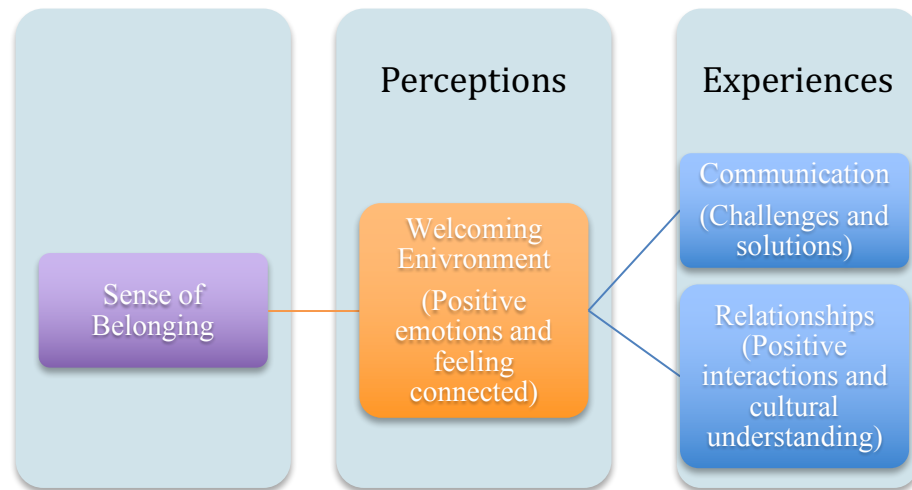 Perceptions
Experiences
Sense of
Belonging
Welcoming
Enivronment
(Positive
emotions and
feeling
connected)
Communication
(Challenges and
solutions)
Relationships
(Positive
interactions and
cultural
understanding)